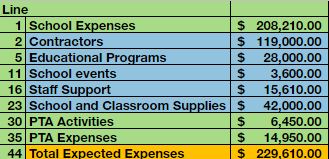 Line
1 School Expenses $ 208,210.00
2 Contractors $ 119,000.00
5 Educational Programs $ 28,000.00
11 School events $ 3,600.00
16 Staff Support $ 15,610.00
23 School and Classroom Supplies $ 42,000.00
30 PTA Activities $ 6,450.00
35 PTA Expenses $ 14,950.00
44 Total Expected Expenses $ 229,610.00